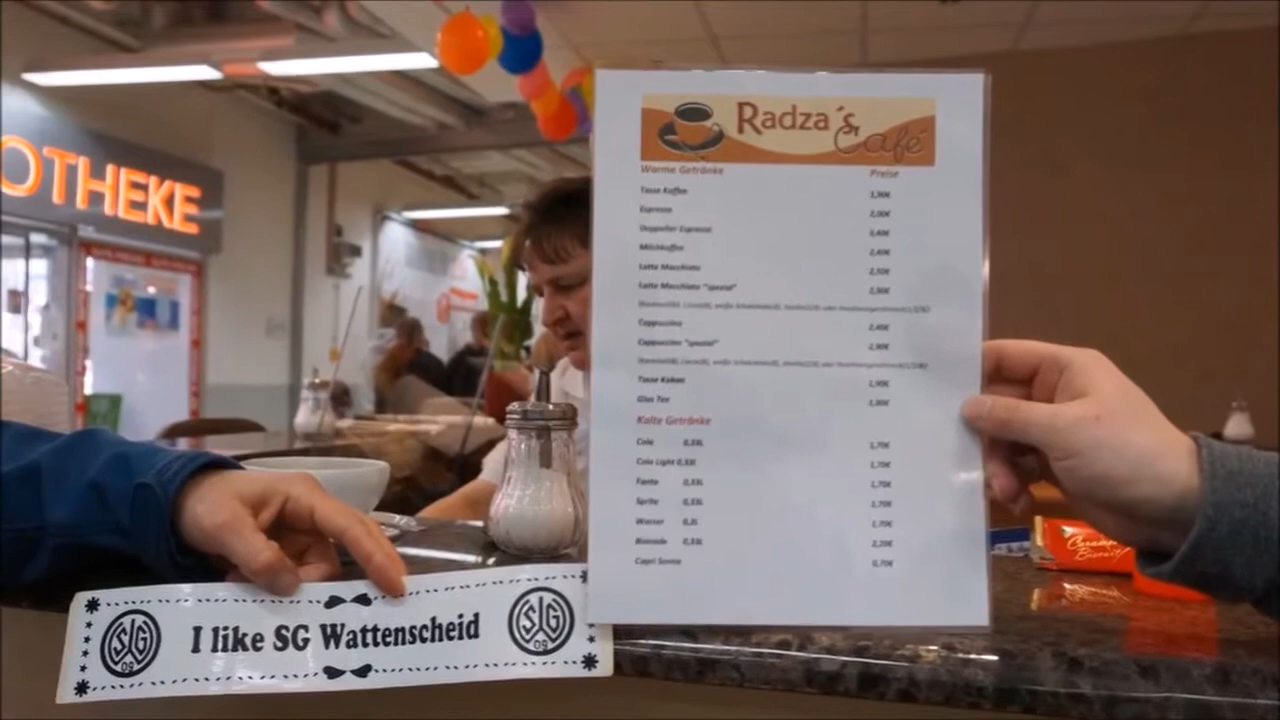 OTHEKE
Radza´s Café
Warme Getränke Preise
Tasse Kaffee 1,90€
Espresso 2,00€
Doppelter Espresso 3,40€
Milchkaffee 2,40€
Latte Macchiato 2,50€
Latte Macchiato "spezial" 2,90€
Cappuccino 2,40€
Cappuccino "spezial" 2,90€
Tasse Kakao 1,90€
Glas Tee 1,80€
Kalte Getränke
Cola 0,33L 1,70€
Cola Light 0,33L 1,70€
Fanta 0,33L 1,70€
Sprite 0,33L 1,70€
Wasser 0,2L 1,70€
Bionade 0,33L 2,20€
Capri Sonne 0,70€
Caramel
Biscuit
SG 09 I like SG Wattenscheid SG 09